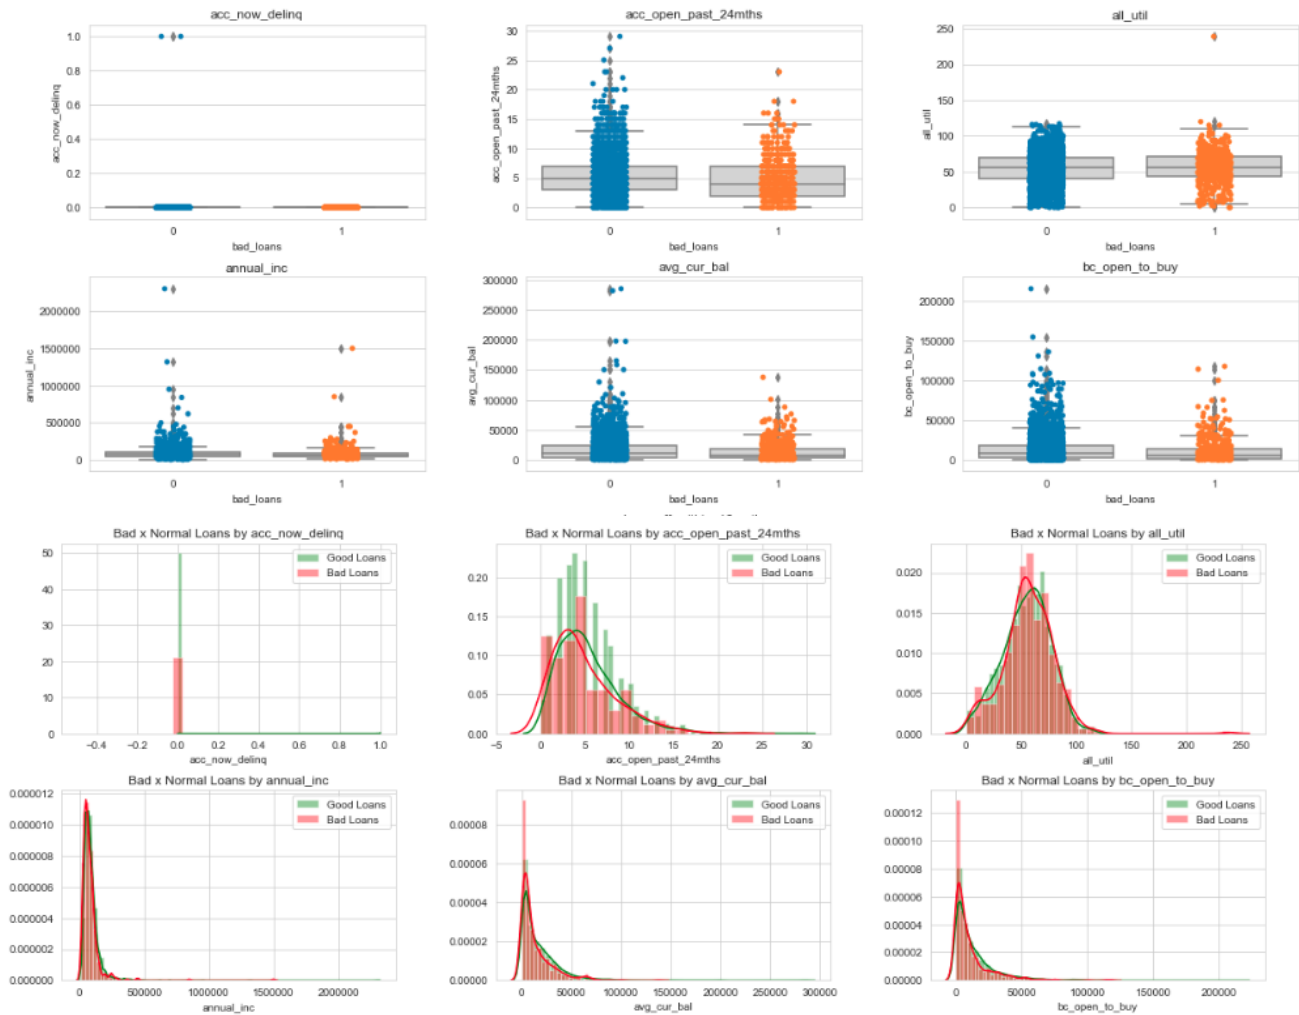 acc_now_delinq
1.0
0.8
0.6
0.4
0.2
0.0
acc_now_delinq
0 1
bad_loans
acc_open_past_24mths
30
25
20
15
10
5
0
acc_open_past_24mths
0 1
bad_loans
all_util
250
200
150
100
50
0
all_util
0 1
bad_loans
annual_inc
2000000
1500000
1000000
500000
0
annual_inc
0 1
bad_loans
avg_cur_bal
300000
250000
200000
150000
100000
50000
0
avg_cur_bal
0 1
bad_loans
bc_open_to_buy
200000
150000
100000
50000
0
bc_open_to_buy
0 1
bad_loans
Bad x Normal Loans by acc_now_delinq
50
40
30
20
10
0
Good Loans
Bad Loans
-0.4 -0.2 0.0 0.2 0.4 0.6 0.8 1.0
acc_now_delinq
Bad x Normal Loans by acc_open_past_24mths
0.20
0.15
0.10
0.05
0.00
Good Loans
Bad Loans
-5 0 5 10 15 20 25 30
acc_open_past_24mths
Bad x Normal Loans by all_util
0.020
0.015
0.010
0.005
0.000
Good Loans
Bad Loans
0 50 100 150 200 250
all_util
Bad x Normal Loans by annual_inc
0.000012
0.000010
0.000008
0.000006
0.000004
0.000002
0.000000
Good Loans
Bad Loans
0 500000 1000000 1500000 2000000
annual_inc
Bad x Normal Loans by avg_cur_bal
0.00008
0.00006
0.00004
0.00002
0.00000
Good Loans
Bad Loans
0 50000 100000 150000 200000 250000 300000
avg_cur_bal
Bad x Normal Loans by bc_open_to_buy
0.00012
0.00010
0.00008
0.00006
0.00004
0.00002
0.00000
Good Loans
Bad Loans
0 50000 100000 150000 200000
bc_open_to_buy